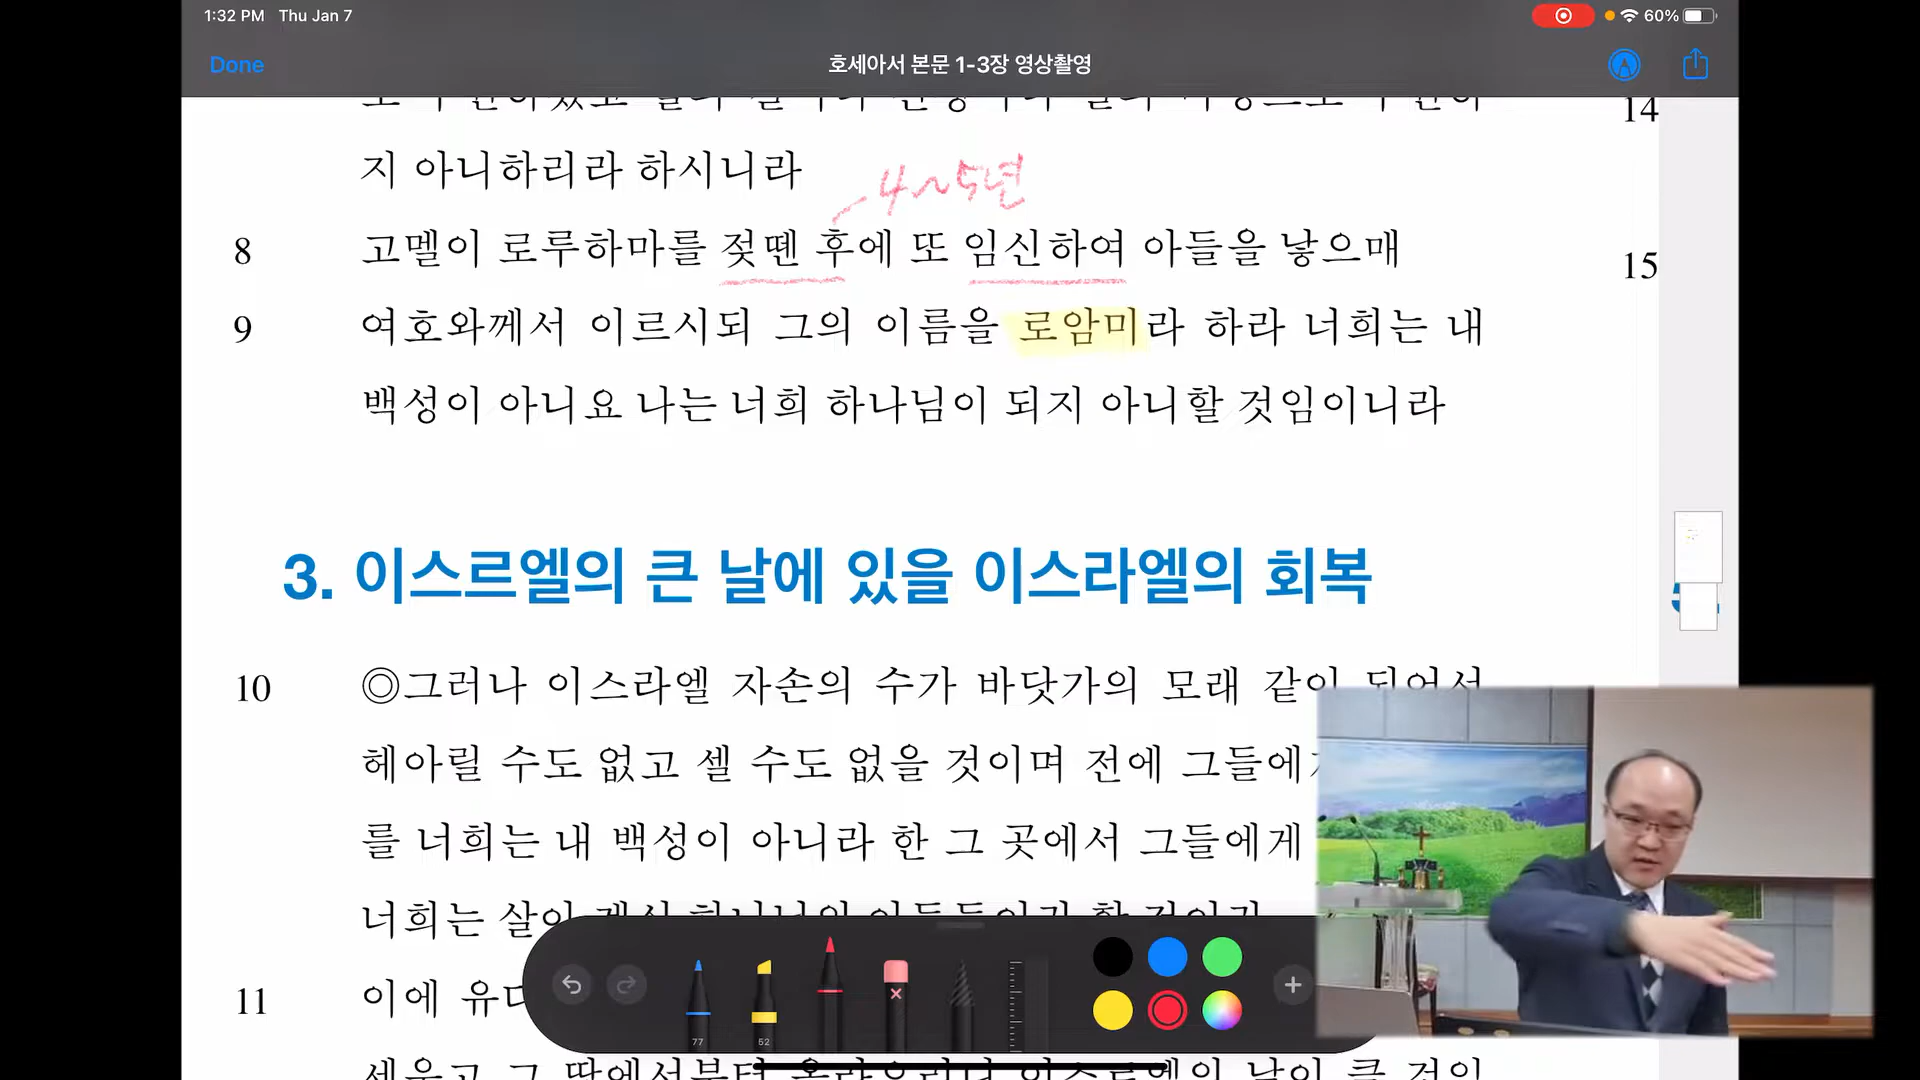 1:32 PM Thu Jan 7
60%
Done
호세아서 본문 1-3장 영상촬영
14
지 아니하리라 하시니라
4~5년
8 고멜이 로루하마를 젖뗀 후에 또 임신하여 아들을 낳으매
15
9 여호와께서 이르시되 그의 이름을 로암미라 하라 너희는 내
백성이 아니요 나는 너희 하나님이 되지 아니할 것임이니라
3. 이스르엘의 큰 날에 있을 이스라엘의 회복
10 ◎그러나 이스라엘 자손의 수가 바닷가의 모래 같이 되어서
헤아릴 수도 없고 셀 수도 없을 것이며 전에 그들에게
를 너희는 내 백성이 아니라 한 그 곳에서 그들에게
너희는
11 이에
77
52